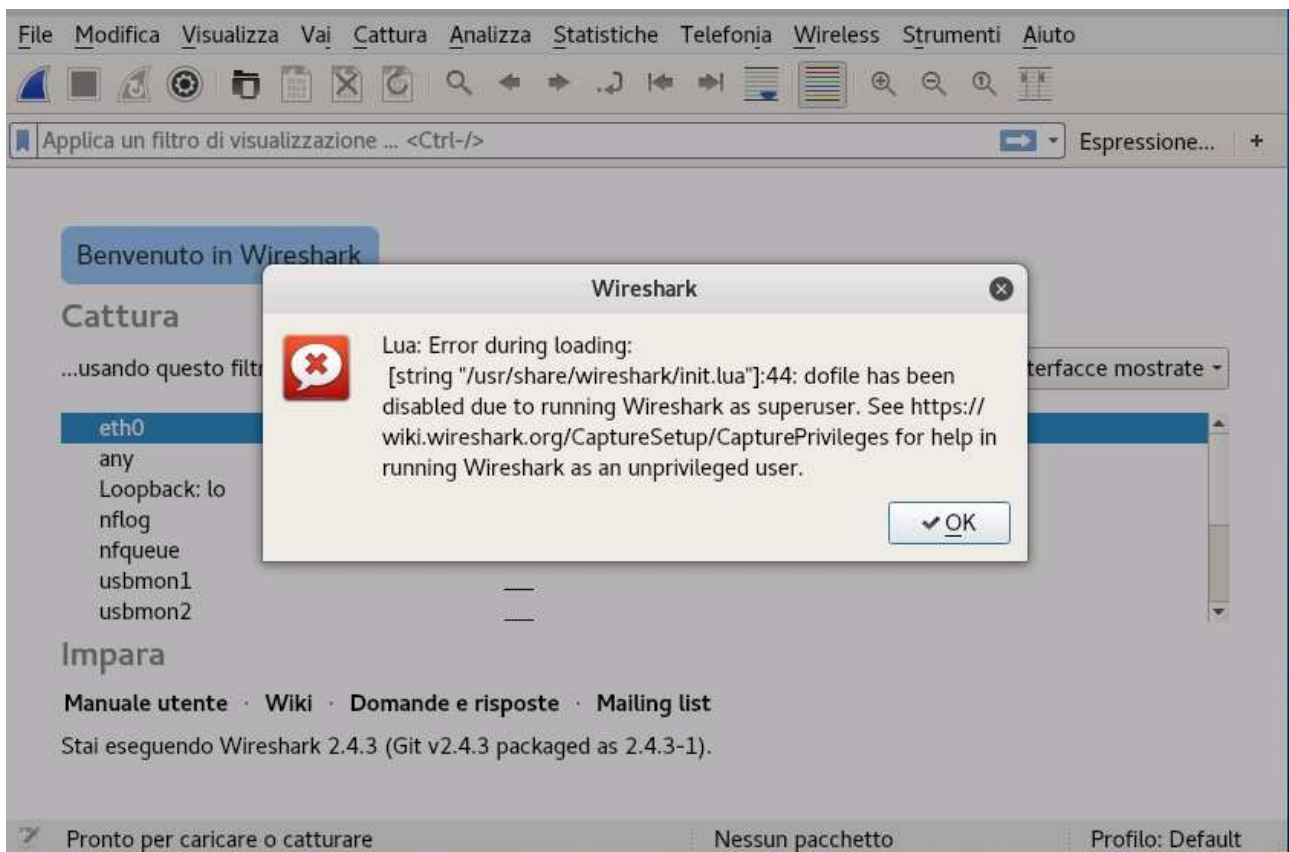 File Modifica Visualizza Vai Cattura Analizza Statistiche Telefonia Wireless Strumenti Aiuto
Applica un filtro di visualizzazione ... <Ctrl-/>
Espressione... +
Benvenuto in Wireshark
Wireshark
Cattura
Lua: Error during loading:
[string "/usr/share/wireshark/init.lua"]:44: dofile has been
disabled due to running Wireshark as superuser. See https://
wiki.wireshark.org/CaptureSetup/CapturePrivileges for help in
running Wireshark as an unprivileged user.
OK
...usando questo filtr
terfacce mostrate
eth0
any
Loopback: lo
nflog
nfqueue
usbmon1
usbmon2
Impara
Manuale utente · Wiki · Domande e risposte · Mailing list
Stai eseguendo Wireshark 2.4.3 (Git v2.4.3 packaged as 2.4.3-1).
Pronto per caricare o catturare Nessun pacchetto Profilo: Default